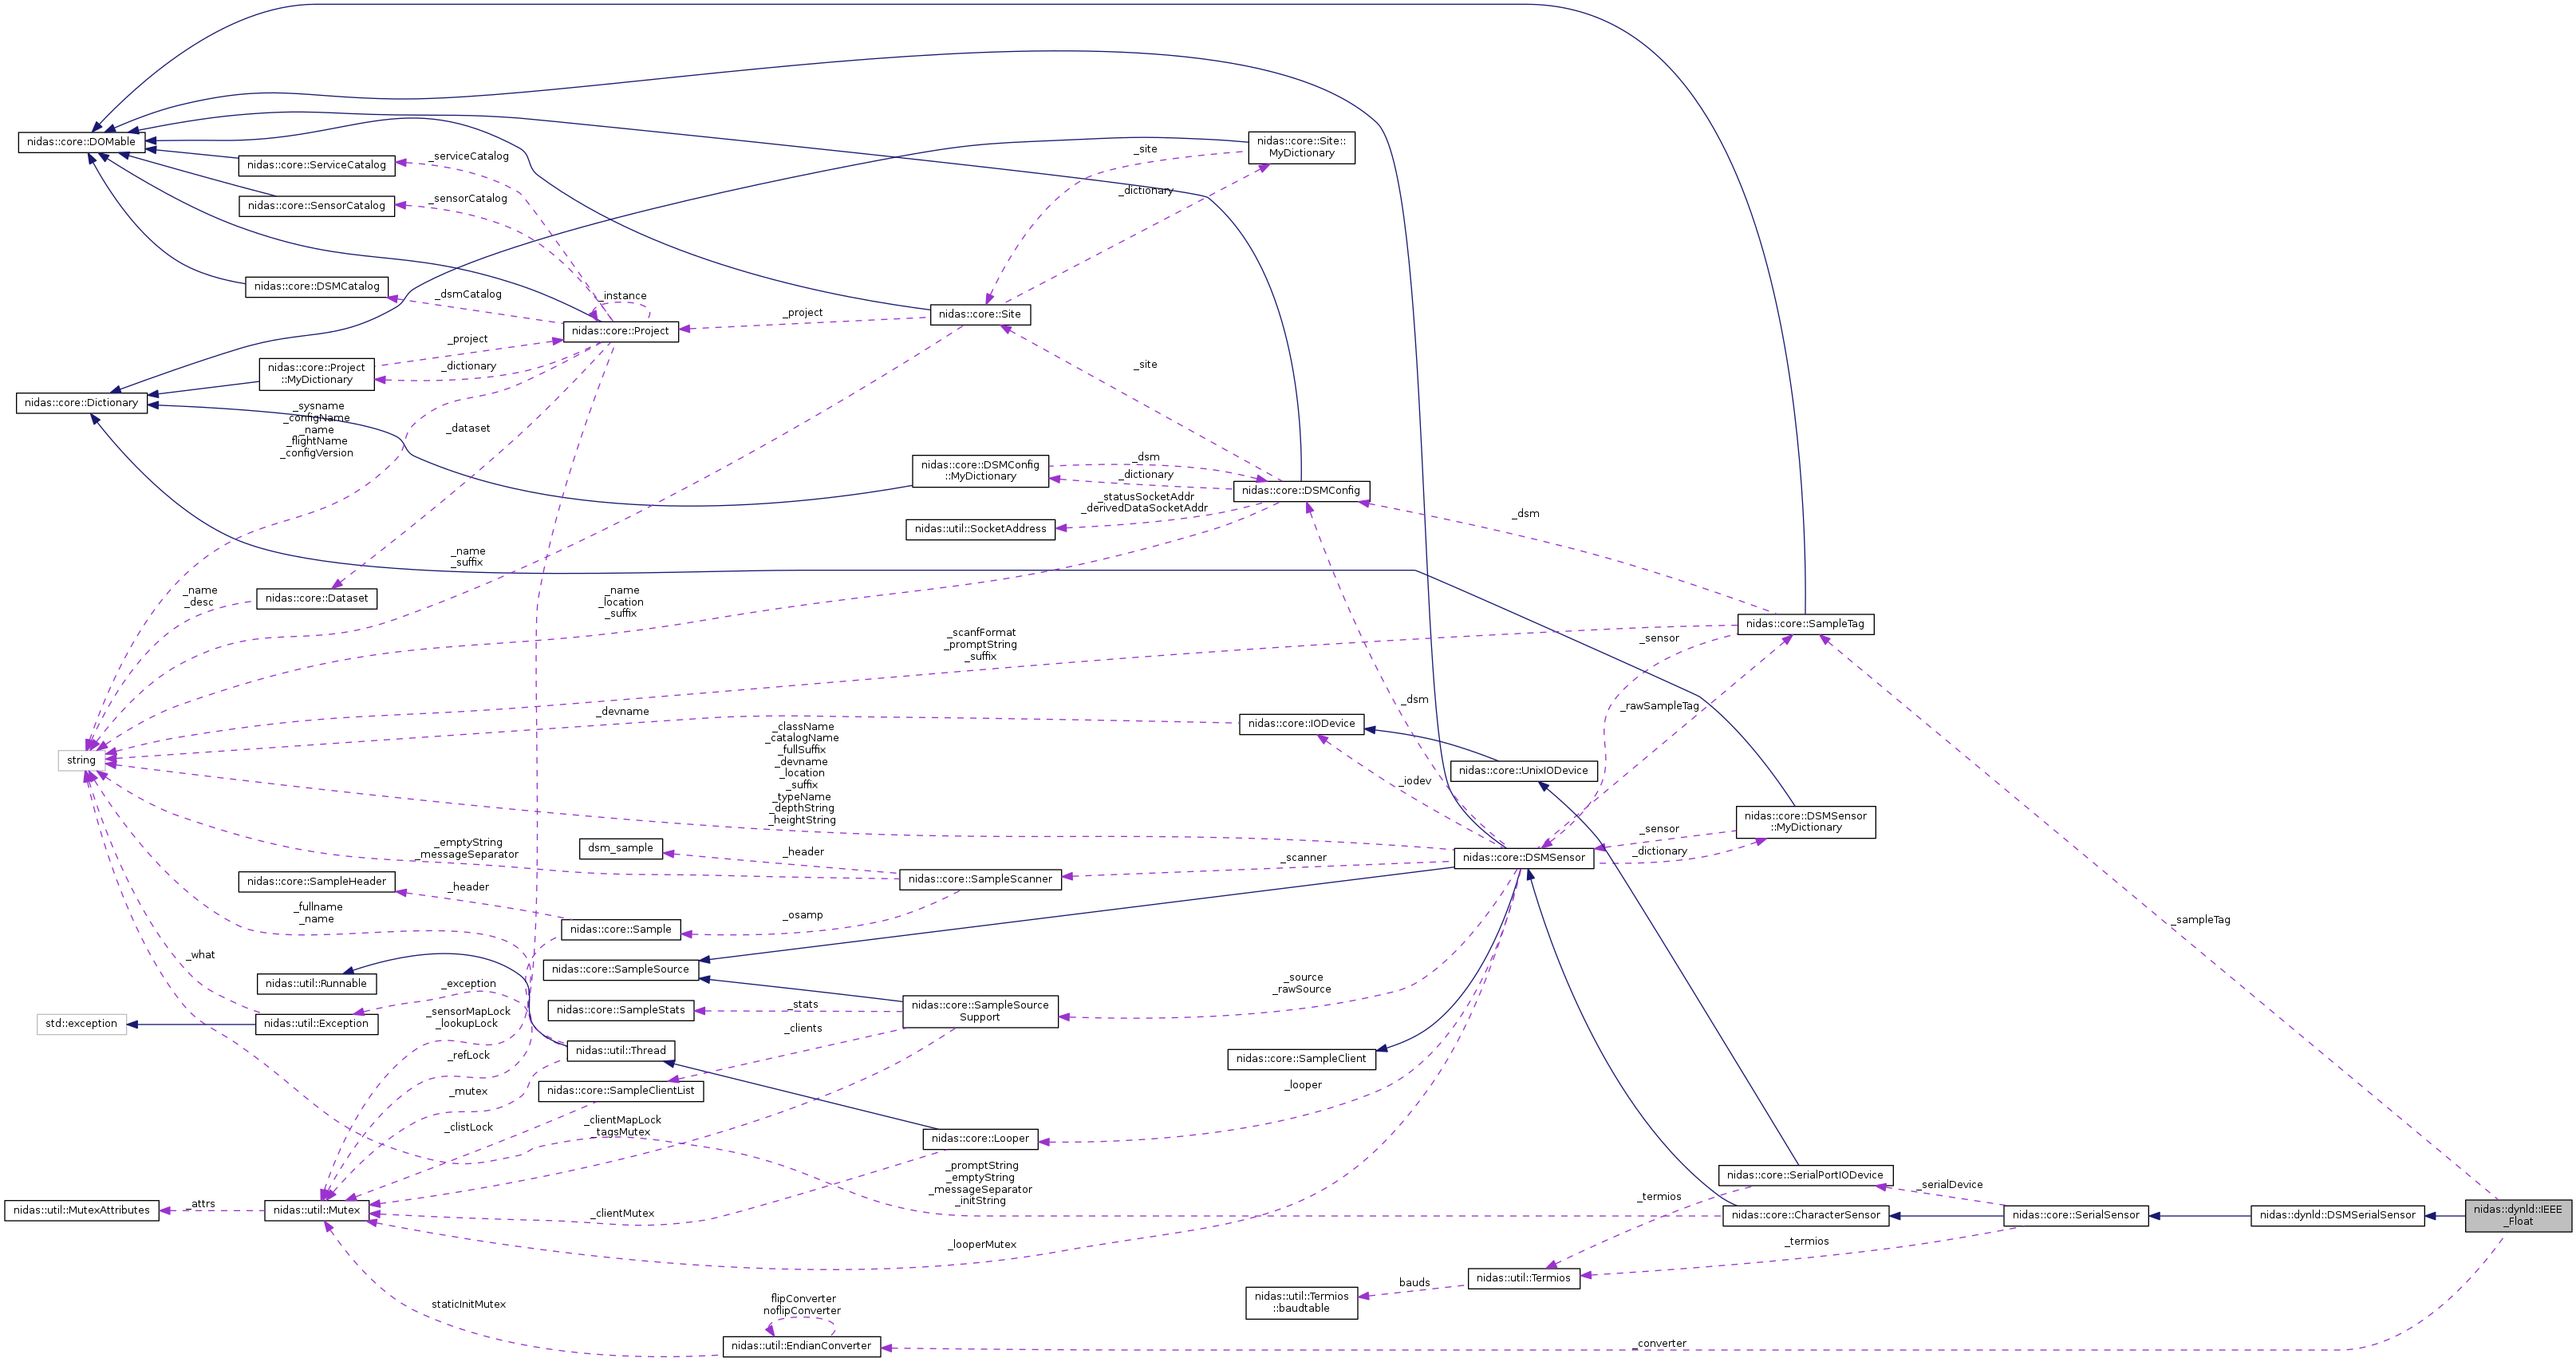 nidas::core::DOMable
nidas::core::ServiceCatalog
nidas::core::SensorCatalog
nidas::core::DSMCatalog
nidas::core::Project
::MyDictionary
nidas::core::Dictionary
_serviceCatalog
_sensorCatalog
_dsmCatalog
_instance
nidas::core::Project
_project
_dictionary
_sysname
_configName
_name
_flightName
_configVersion
_dataset
_project
nidas::core::Site
_site
_dictionary
nidas::core::Site::
MyDictionary
_site
nidas::core::DSMConfig
::MyDictionary
_dsm
_dictionary
nidas::core::DSMConfig
_statusSocketAddr
_derivedDataSocketAddr
nidas::util::SocketAddress
_dsm
_name
_suffix
nidas::core::Dataset
_name
_desc
_name
_location
_suffix
nidas::core::SampleTag
_scanfFormat
_promptString
_suffix
_sensor
_rawSampleTag
_dsm
_devname
nidas::core::IODevice
string
_className
_catalogName
_fullSuffix
_devname
_location
_suffix
_typeName
_depthString
_heightString
_iodev
nidas::core::UnixIODevice
nidas::core::DSMSensor
::MyDictionary
_sensor
_dictionary
nidas::core::DSMSensor
_emptyString
_messageSeparator
dsm_sample
_header
_scanner
nidas::core::SampleScanner
nidas::core::SampleHeader
_header
_fullname
_name
_osamp
nidas::core::Sample
_sampleTag
_what
nidas::core::SampleSource
nidas::util::Runnable
_exception
_source
_rawSource
nidas::core::SampleSource
Support
_stats
nidas::core::SampleStats
_sensorMapLock
_lookupLock
std::exception
nidas::util::Exception
_clients
nidas::util::Thread
_refLock
nidas::core::SampleClient
_mutex
nidas::core::SampleClientList
_looper
_clistLock
_clientMapLock
_tagsMutex
nidas::core::Looper
_promptString
_emptyString
_messageSeparator
_initString
nidas::core::SerialPortIODevice
_serialDevice
_termios
nidas::util::MutexAttributes
_attrs
nidas::util::Mutex
_clientMutex
nidas::core::CharacterSensor
nidas::core::SerialSensor
nidas::dynld::DSMSerialSensor
nidas::dynld::IEEE
_Float
_looperMutex
_termios
nidas::util::Termios
bauds
nidas::util::Termios
::baudtable
staticInitMutex
flipConverter
noflipConverter
nidas::util::EndianConverter
_converter